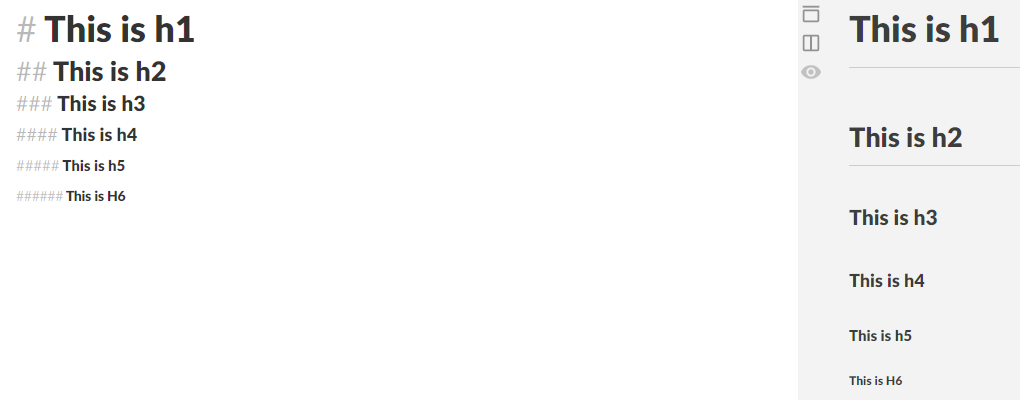 # This is h1
## This is h2
### This is h3
#### This is h4
##### This is h5
###### This is H6
This is h1
This is h2
This is h3
This is h4
This is h5
This is H6